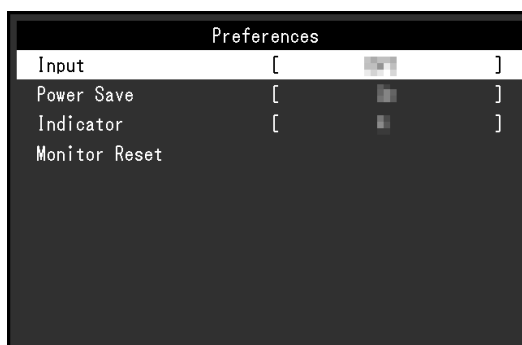 Preferences
Input [ ]
Power Save [ ]
Indicator [ ]
Monitor Reset